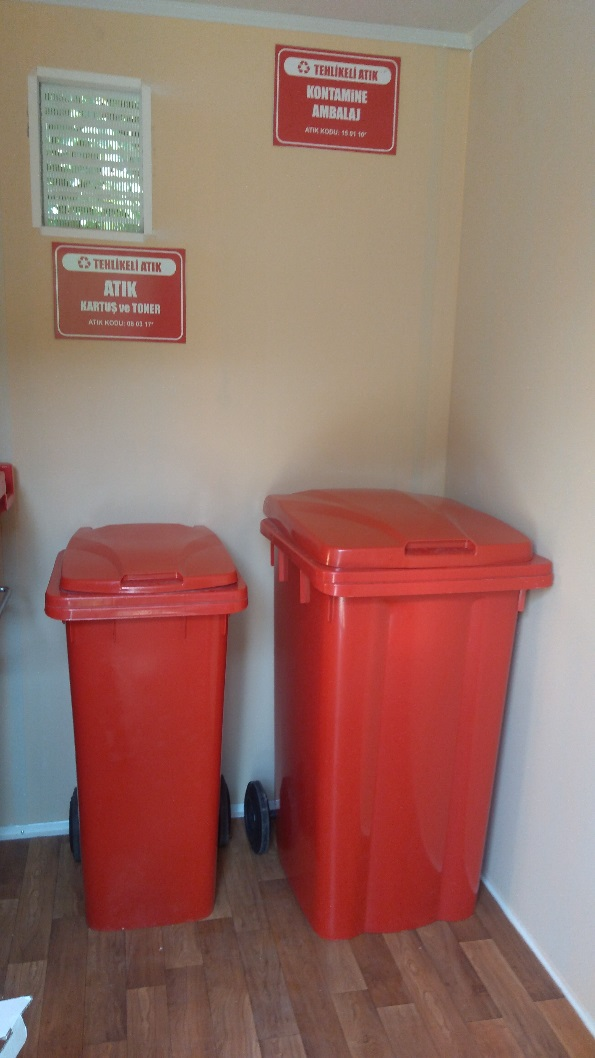 TEHLİKELİ ATIK
KONTAMİNE
AMBALAJ
ATIK KODU: 15 01 10*
TEHLİKELİ ATIK
ATIK
KARTUŞ ve TONER
ATIK KODU: 08 03 17*